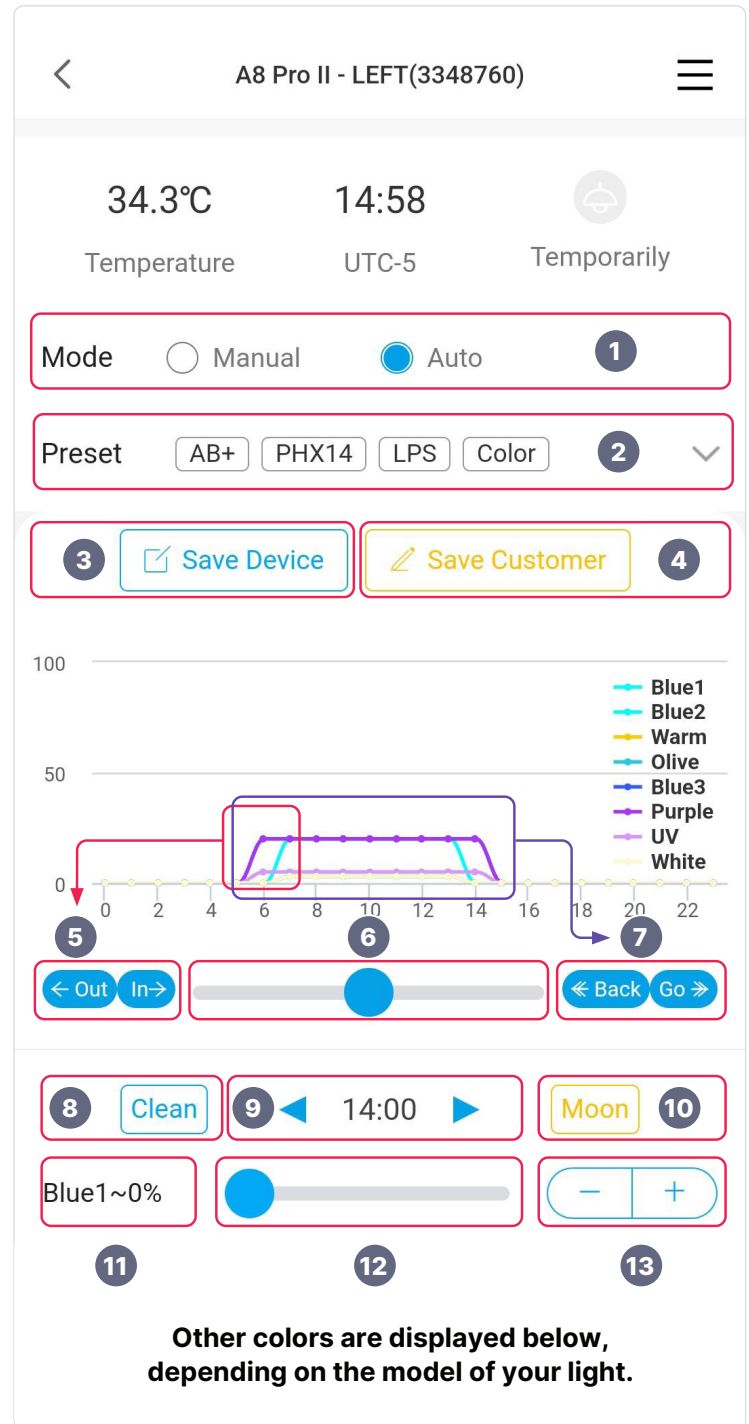 A8 Pro II - LEFT(3348760)
34.3℃ 14:58
Temperature UTC-5 Temporarily
Mode Manual Auto 1
Preset AB+ PHX14 LPS Color 2
3 Save Device Save Customer 4
100
Blue1
Blue2
Warm
Olive
50
Blue3
Purple
UV
White
0
0 2 4 6 8 10 12 14 16 18 20 22
5 6 7
← Out In→ ≪ Back Go ≫
8 Clean 9 ◀ 14:00 ▶ Moon 10
Blue1~0% − +
11 12 13
Other colors are displayed below,
depending on the model of your light.